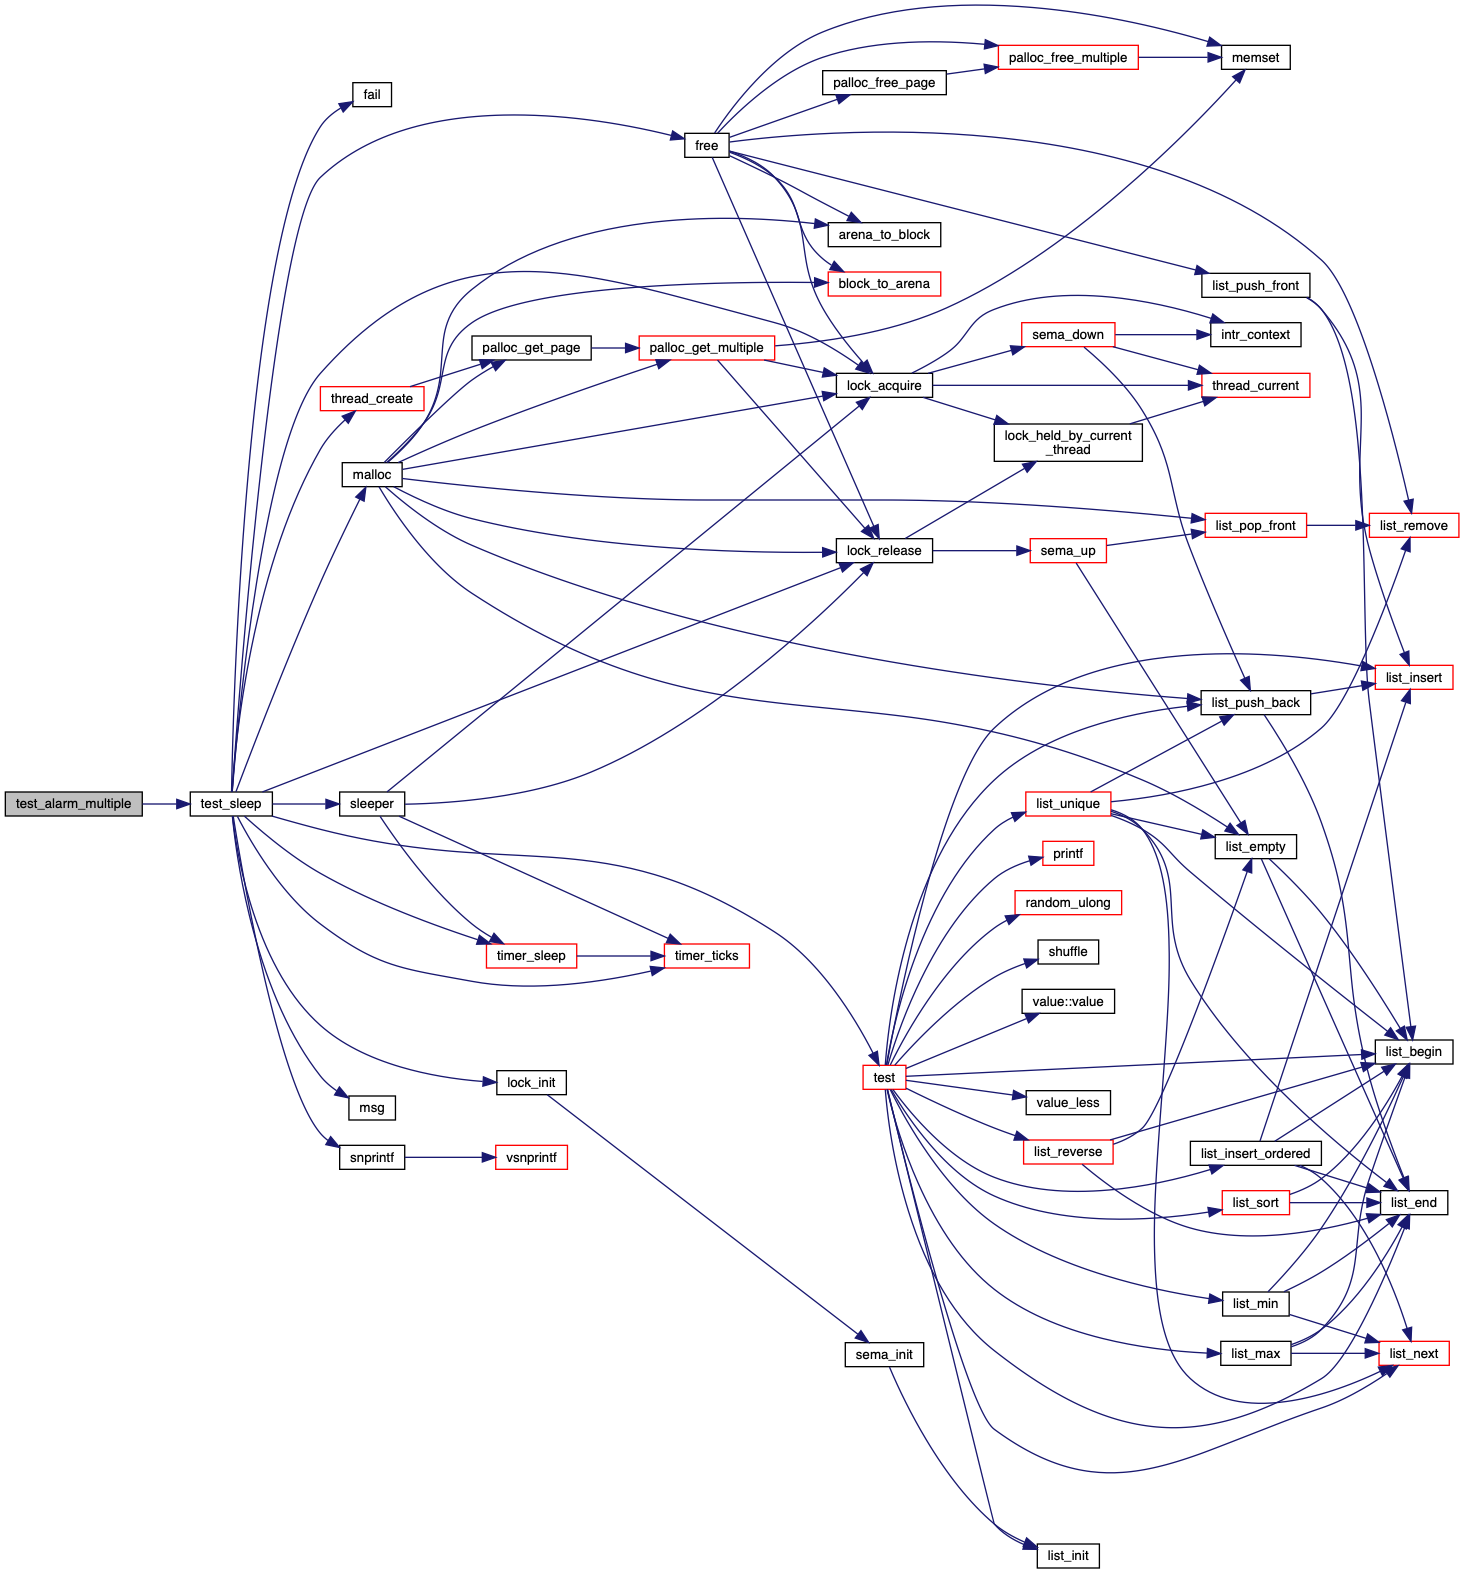 memset
palloc_free_multiple
palloc_free_page
fail
free
arena_to_block
block_to_arena
list_push_front
intr_context
sema_down
palloc_get_page
palloc_get_multiple
lock_acquire
thread_current
thread_create
lock_held_by_current
_thread
malloc
list_pop_front
list_remove
lock_release
sema_up
list_insert
list_push_back
test_alarm_multiple
test_sleep
sleeper
list_unique
list_empty
printf
random_ulong
shuffle
timer_sleep
timer_ticks
value::value
list_begin
test
lock_init
value_less
msg
snprintf
vsnprintf
list_reverse
list_insert_ordered
list_sort
list_end
list_min
list_max
list_next
sema_init
list_init